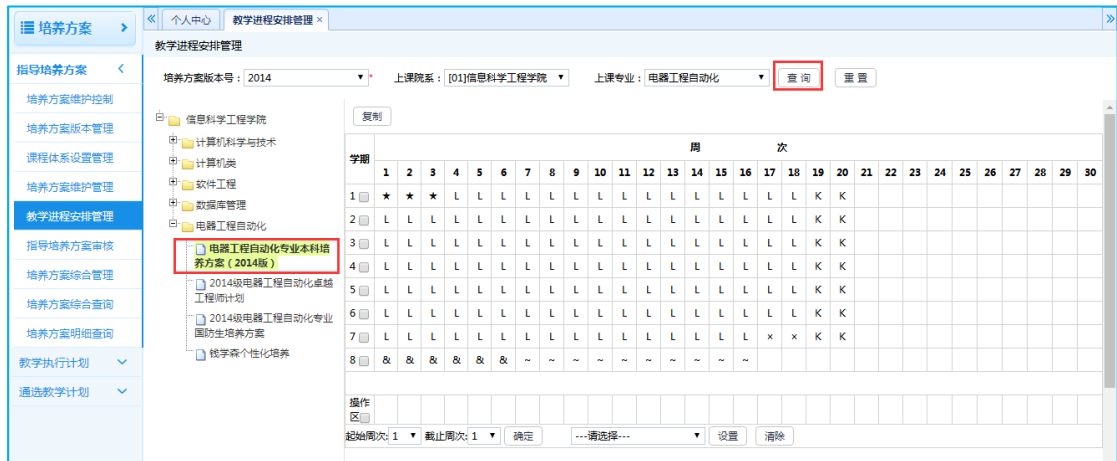 培养方案
个人中心 教学进程安排管理 ×
教学进程安排管理
指导培养方案
培养方案维护控制
培养方案版本管理
课程体系设置管理
培养方案维护管理
教学进程安排管理
指导培养方案审核
培养方案综合管理
培养方案综合查询
培养方案明细查询
教学执行计划
通选教学计划
培养方案版本号：2014 * 上课院系：[01]信息科学工程学院 上课专业：电器工程自动化 查询 重置
信息科学工程学院
计算机科学与技术
计算机类
软件工程
数据库管理
电器工程自动化
电器工程自动化专业本科培
养方案（2014版）
2014级电器工程自动化卓越
工程师计划
2014级电器工程自动化专业
国防生培养方案
钱学森个性化培养
复制
学期 周 次
1 2 3 4 5 6 7 8 9 10 11 12 13 14 15 16 17 18 19 20 21 22 23 24 25 26 27 28 29 30
1 ★ ★ ★ L L L L L L L L L L L L L L L K K
2 L L L L L L L L L L L L L L L L L L K K
3 L L L L L L L L L L L L L L L L L L K K
4 L L L L L L L L L L L L L L L L L L K K
5 L L L L L L L L L L L L L L L L L L K K
6 L L L L L L L L L L L L L L L L L L K K
7 L L L L L L L L L L L L L L L L × × K K
8 & & & & & & ~ ~ ~ ~ ~ ~ ~ ~ ~ ~
操作
区
起始周次: 1 截止周次: 1 确定 ---请选择--- 设置 清除